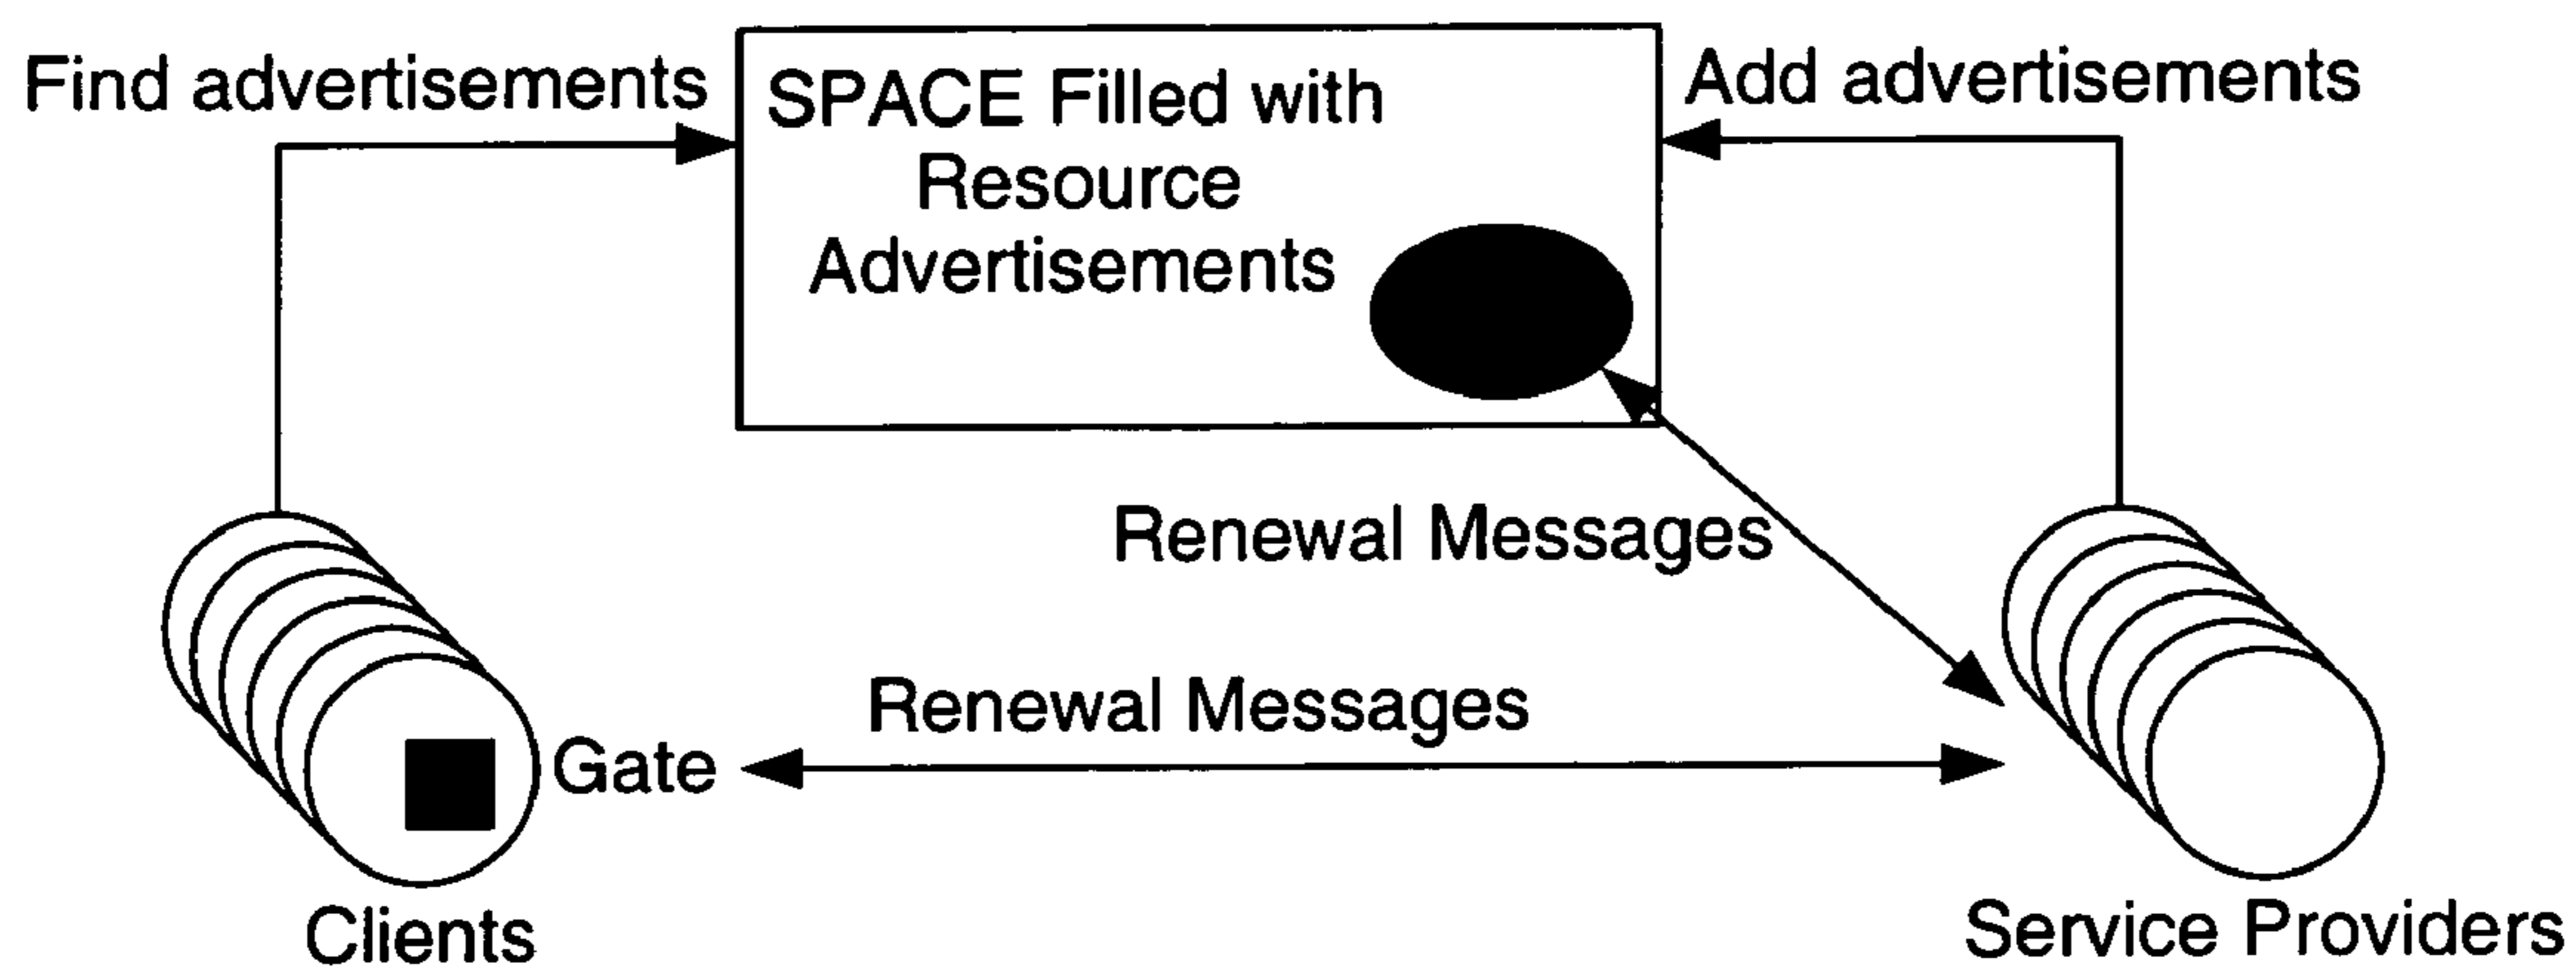 Find advertisements
SPACE Filled with
Resource
Advertisements
Add advertisements
Renewal Messages
Renewal Messages
Gate
Clients
Service Providers